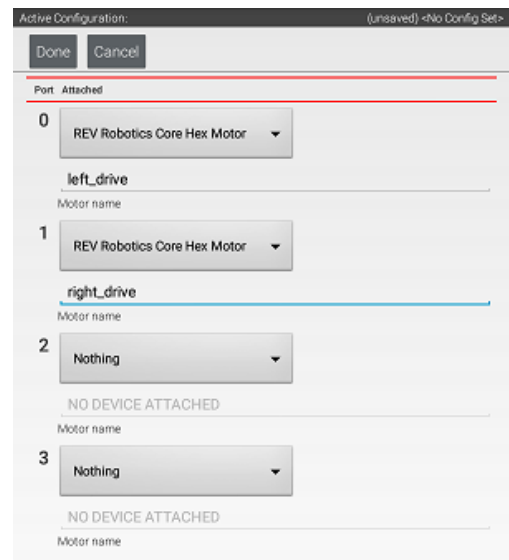 Active Configuration: (unsaved) <No Config Set>
Done Cancel
Port Attached
0 REV Robotics Core Hex Motor
left_drive
Motor name
1 REV Robotics Core Hex Motor
right_drive
Motor name
2 Nothing
NO DEVICE ATTACHED
Motor name
3 Nothing
NO DEVICE ATTACHED
Motor name